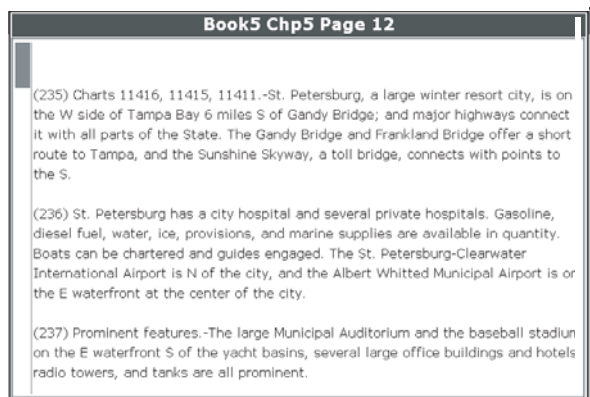 Book5 Chp5 Page 12
(235) Charts 11416, 11415, 11411.-St. Petersburg, a large winter resort city, is on
the W side of Tampa Bay 6 miles S of Gandy Bridge; and major highways connect
it with all parts of the State. The Gandy Bridge and Frankland Bridge offer a short
route to Tampa, and the Sunshine Skyway, a toll bridge, connects with points to
the S.
(236) St. Petersburg has a city hospital and several private hospitals. Gasoline,
diesel fuel, water, ice, provisions, and marine supplies are available in quantity.
Boats can be chartered and guides engaged. The St. Petersburg-Clearwater
International Airport is N of the city, and the Albert Whitted Municipal Airport is or
the E waterfront at the center of the city.
(237) Prominent features.-The large Municipal Auditorium and the baseball stadiun
on the E waterfront S of the yacht basins, several large office buildings and hotels
radio towers, and tanks are all prominent.